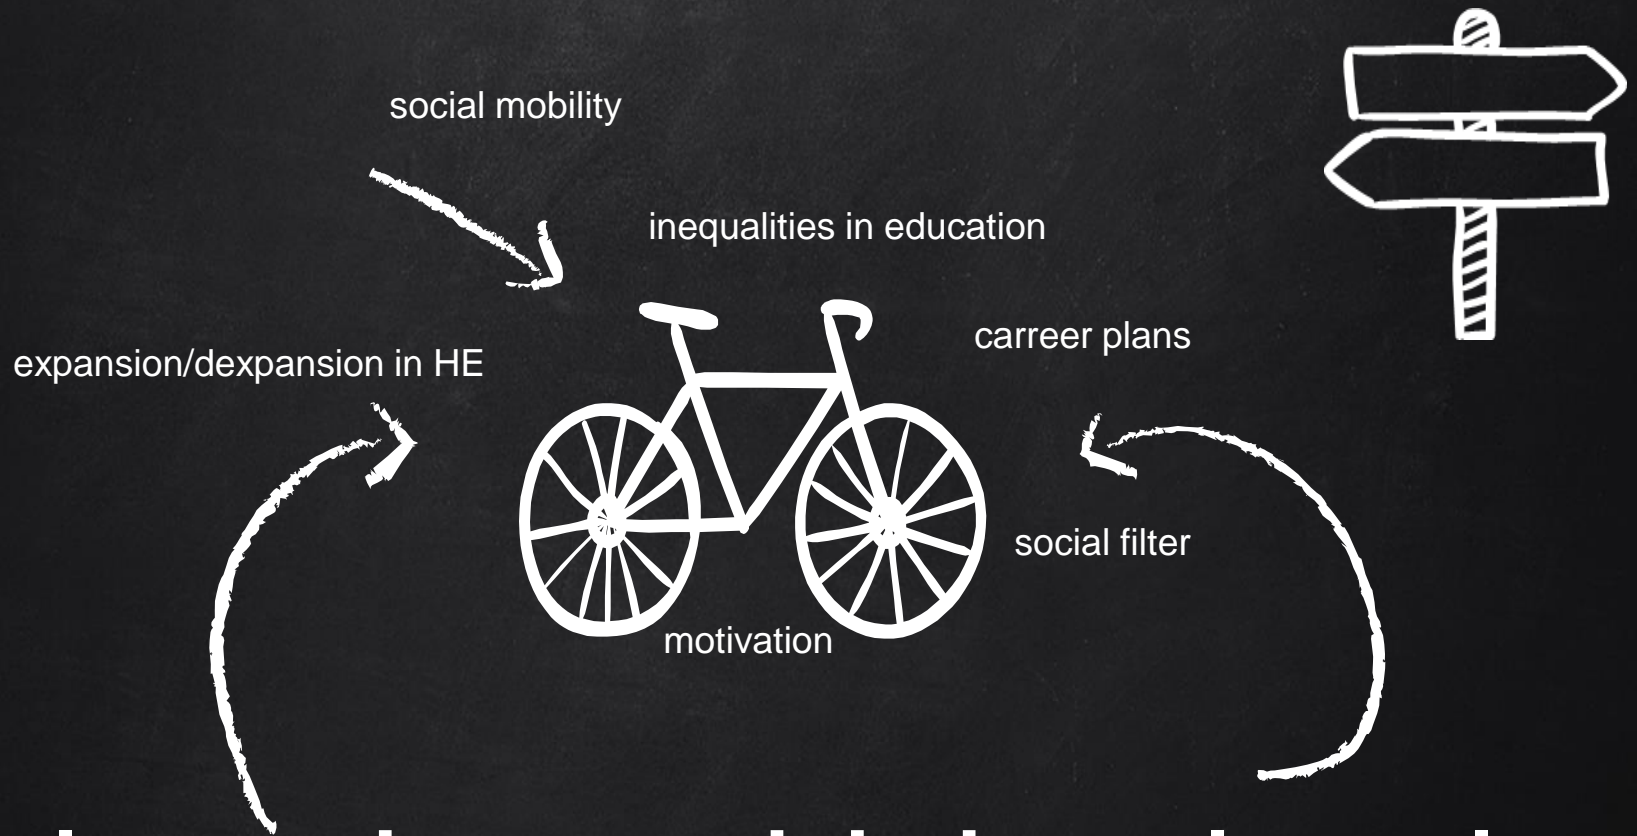 social mobility
inequalities in education
carreer plans
expansion/dexpansion in HE
social filter
motivation